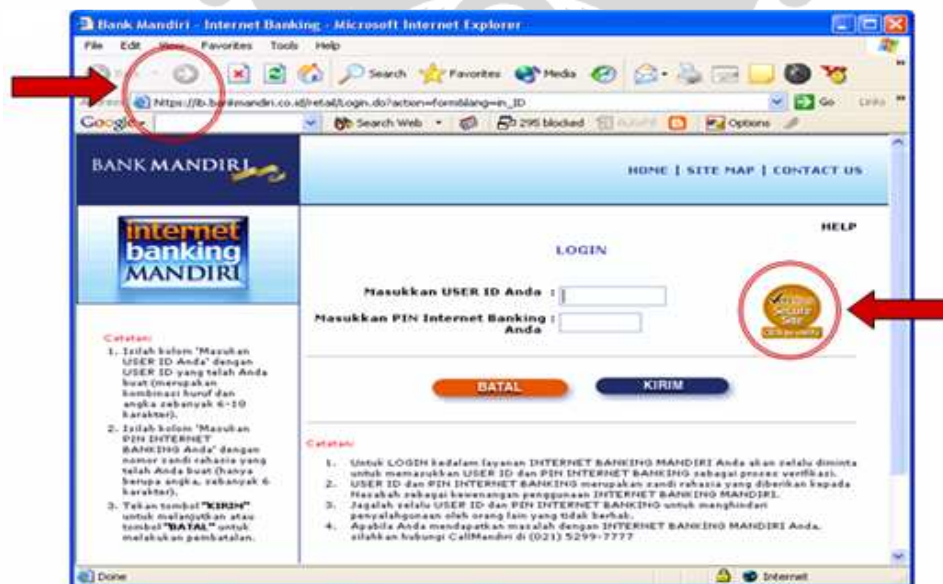 Bank Mandiri - Internet Banking - Microsoft Internet Explorer
File Edit View Favorites Tools Help
Search Favorites Media
https://ib.bankmandiri.co.id/retail/Login.do?action=form&lang=in_ID
Go Links
Google Search Web 295 blocked Options
BANK MANDIRI
HOME | SITE MAP | CONTACT US
internet
banking
MANDIRI
HELP
LOGIN
Masukkan USER ID Anda :
Masukkan PIN Internet Banking :
Anda
Secure
Site
BATAL KIRIM
Catatan:
1. Isilah kolom 'Masukan
USER ID Anda' dengan
USER ID yang telah Anda
buat (merupakan
kombinasi huruf dan
angka sebanyak 6-10
karakter).
2. Isilah kolom 'Masukan
PIN INTERNET
BANKING Anda' dengan
nomor sandi rahasia yang
telah Anda buat (hanya
berupa angka, sebanyak 6
karakter).
3. Tekan tombol "KIRIM"
untuk melanjutkan atau
tombol "BATAL" untuk
melakukan pembatalan.
Catatan:
1. Untuk LOGIN kedalam layanan INTERNET BANKING MANDIRI Anda akan selalu diminta
untuk memasukkan USER ID dan PIN INTERNET BANKING sebagai proses verifikasi.
2. USER ID dan PIN INTERNET BANKING merupakan sandi rahasia yang diberikan kepada
Nasabah sebagai kewenangan penggunaan INTERNET BANKING MANDIRI.
3. Jagalah selalu USER ID dan PIN INTERNET BANKING untuk menghindari
penyalahgunaan oleh orang lain yang tidak berhak.
4. Apabila Anda mendapatkan masalah dengan INTERNET BANKING MANDIRI Anda,
silahkan hubungi CallMandiri di (021) 5299-7777
Done Internet